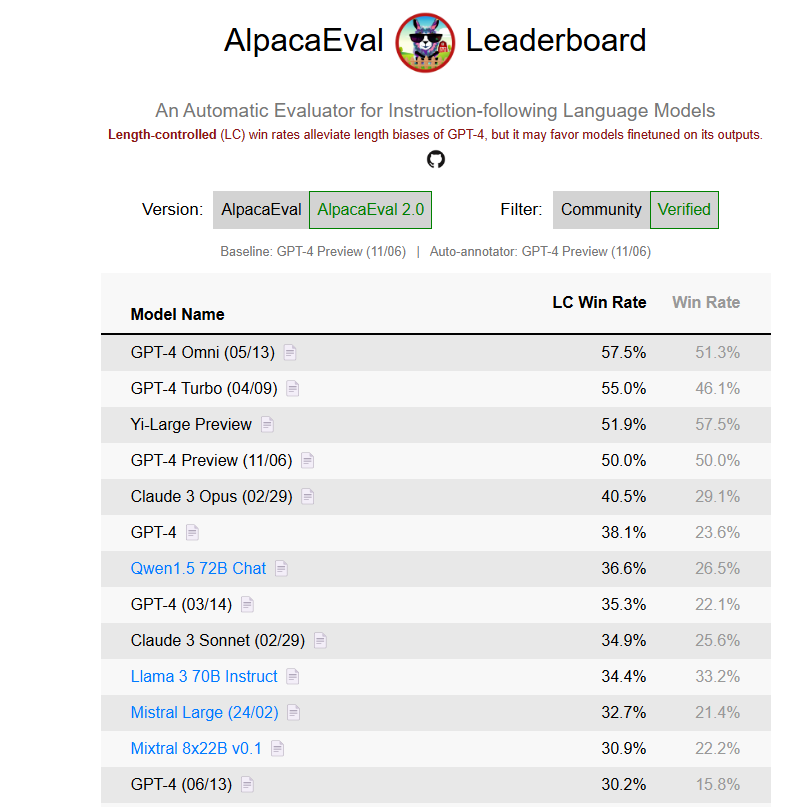 AlpacaEval Leaderboard
An Automatic Evaluator for Instruction-following Language Models
Length-controlled (LC) win rates alleviate length biases of GPT-4, but it may favor models finetuned on its outputs.
Version: AlpacaEval AlpacaEval 2.0 Filter: Community Verified
Baseline: GPT-4 Preview (11/06) | Auto-annotator: GPT-4 Preview (11/06)
Model Name LC Win Rate Win Rate
GPT-4 Omni (05/13) 57.5% 51.3%
GPT-4 Turbo (04/09) 55.0% 46.1%
Yi-Large Preview 51.9% 57.5%
GPT-4 Preview (11/06) 50.0% 50.0%
Claude 3 Opus (02/29) 40.5% 29.1%
GPT-4 38.1% 23.6%
Qwen1.5 72B Chat 36.6% 26.5%
GPT-4 (03/14) 35.3% 22.1%
Claude 3 Sonnet (02/29) 34.9% 25.6%
Llama 3 70B Instruct 34.4% 33.2%
Mistral Large (24/02) 32.7% 21.4%
Mixtral 8x22B v0.1 30.9% 22.2%
GPT-4 (06/13) 30.2% 15.8%